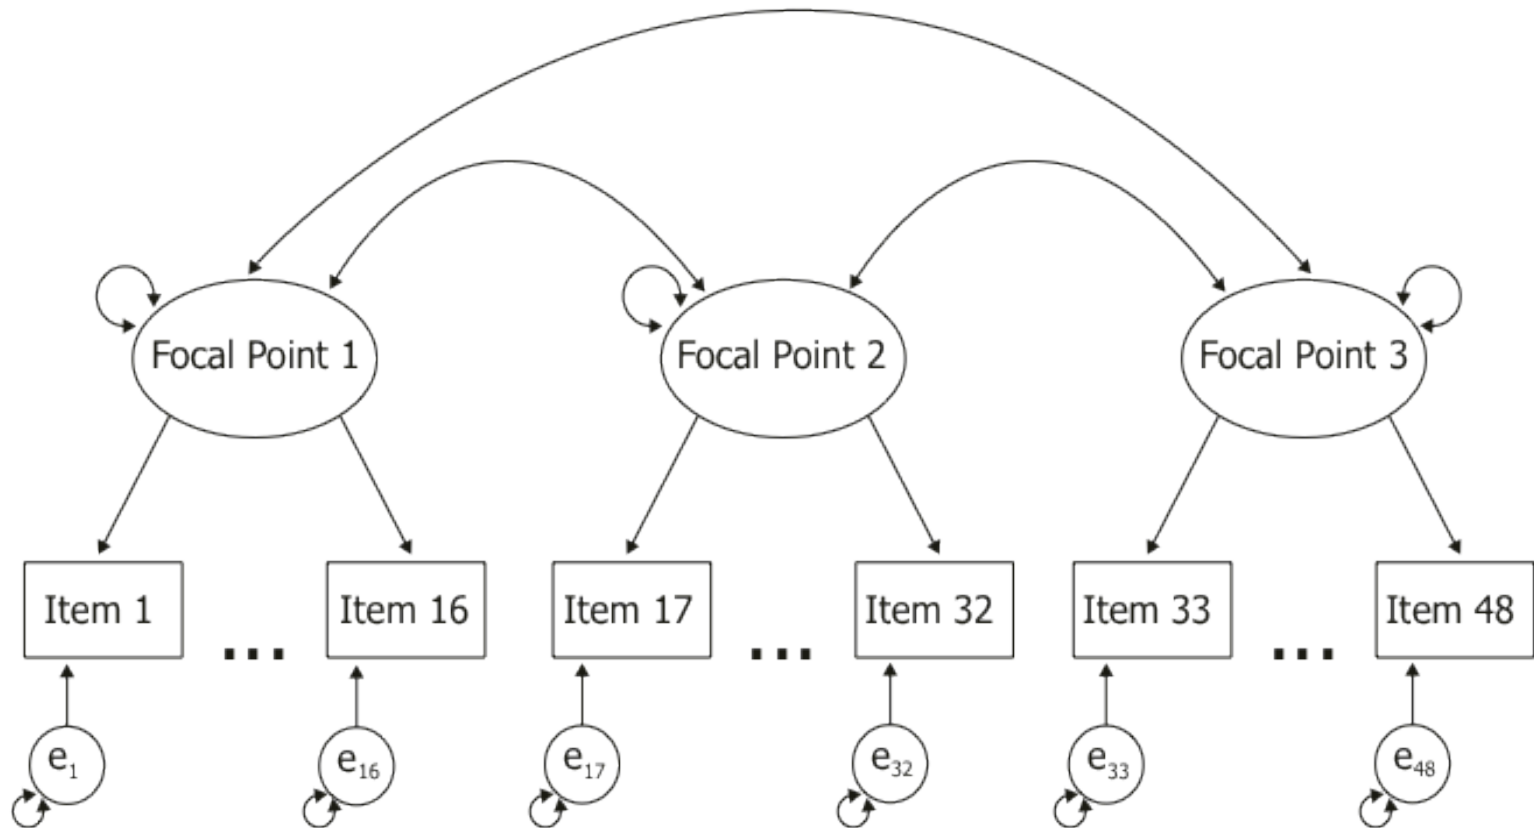 Focal Point 1
Focal Point 2
Focal Point 3
Item 1
Item 16
Item 17
Item 32
Item 33
Item 48
...
...
...
e1
e16
e17
e32
e33
e48